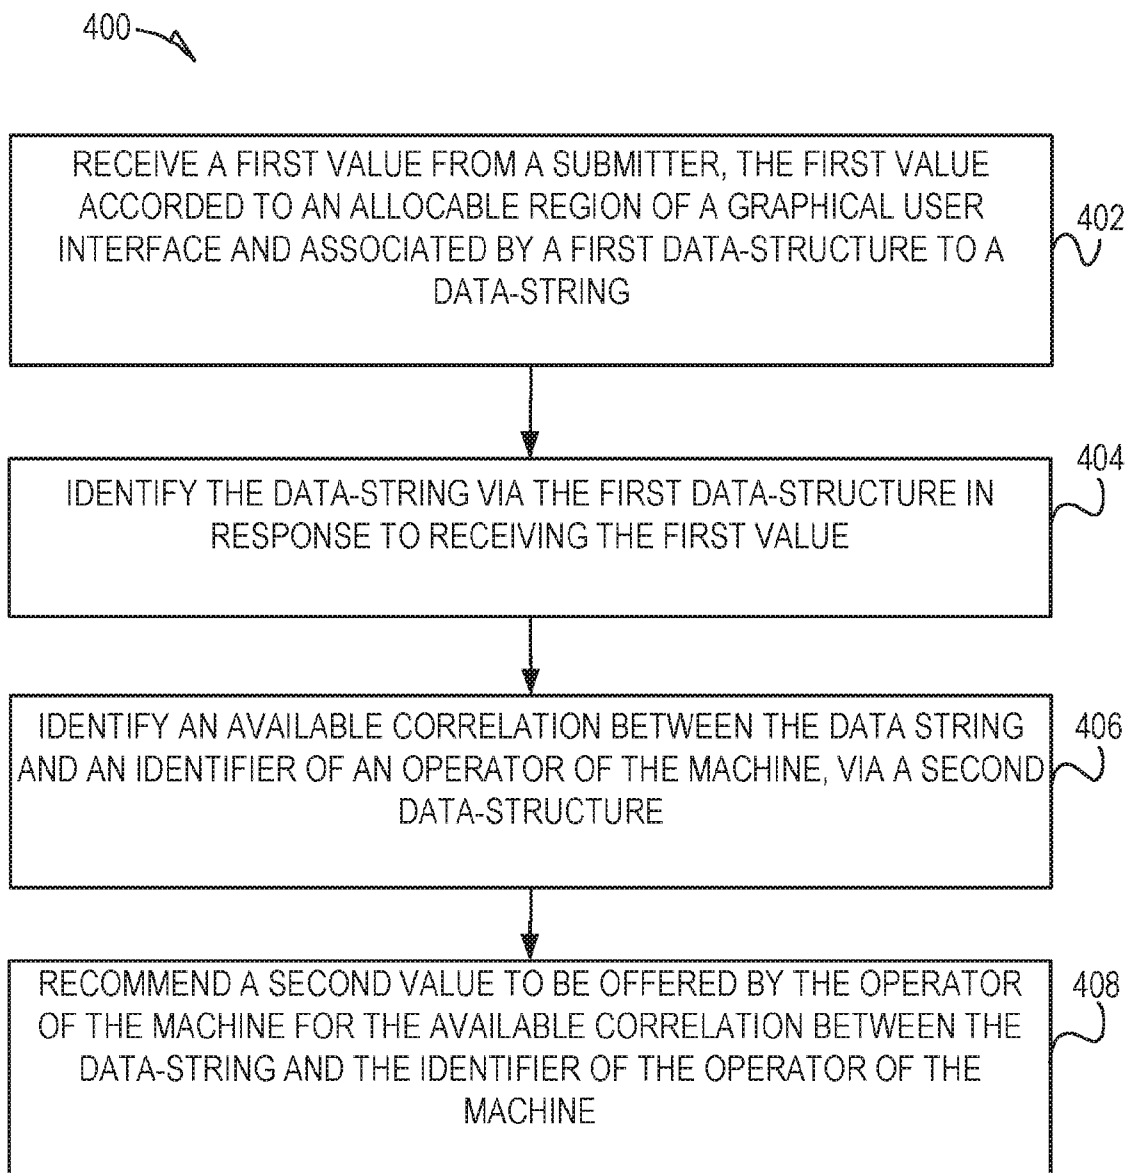 400
RECEIVE A FIRST VALUE FROM A SUBMITTER, THE FIRST VALUE
ACCORDED TO AN ALLOCABLE REGION OF A GRAPHICAL USER
INTERFACE AND ASSOCIATED BY A FIRST DATA-STRUCTURE TO A
DATA-STRING
402
IDENTIFY THE DATA-STRING VIA THE FIRST DATA-STRUCTURE IN
RESPONSE TO RECEIVING THE FIRST VALUE
404
IDENTIFY AN AVAILABLE CORRELATION BETWEEN THE DATA STRING
AND AN IDENTIFIER OF AN OPERATOR OF THE MACHINE, VIA A SECOND
DATA-STRUCTURE
406
RECOMMEND A SECOND VALUE TO BE OFFERED BY THE OPERATOR
OF THE MACHINE FOR THE AVAILABLE CORRELATION BETWEEN THE
DATA-STRING AND THE IDENTIFIER OF THE OPERATOR OF THE
MACHINE
408